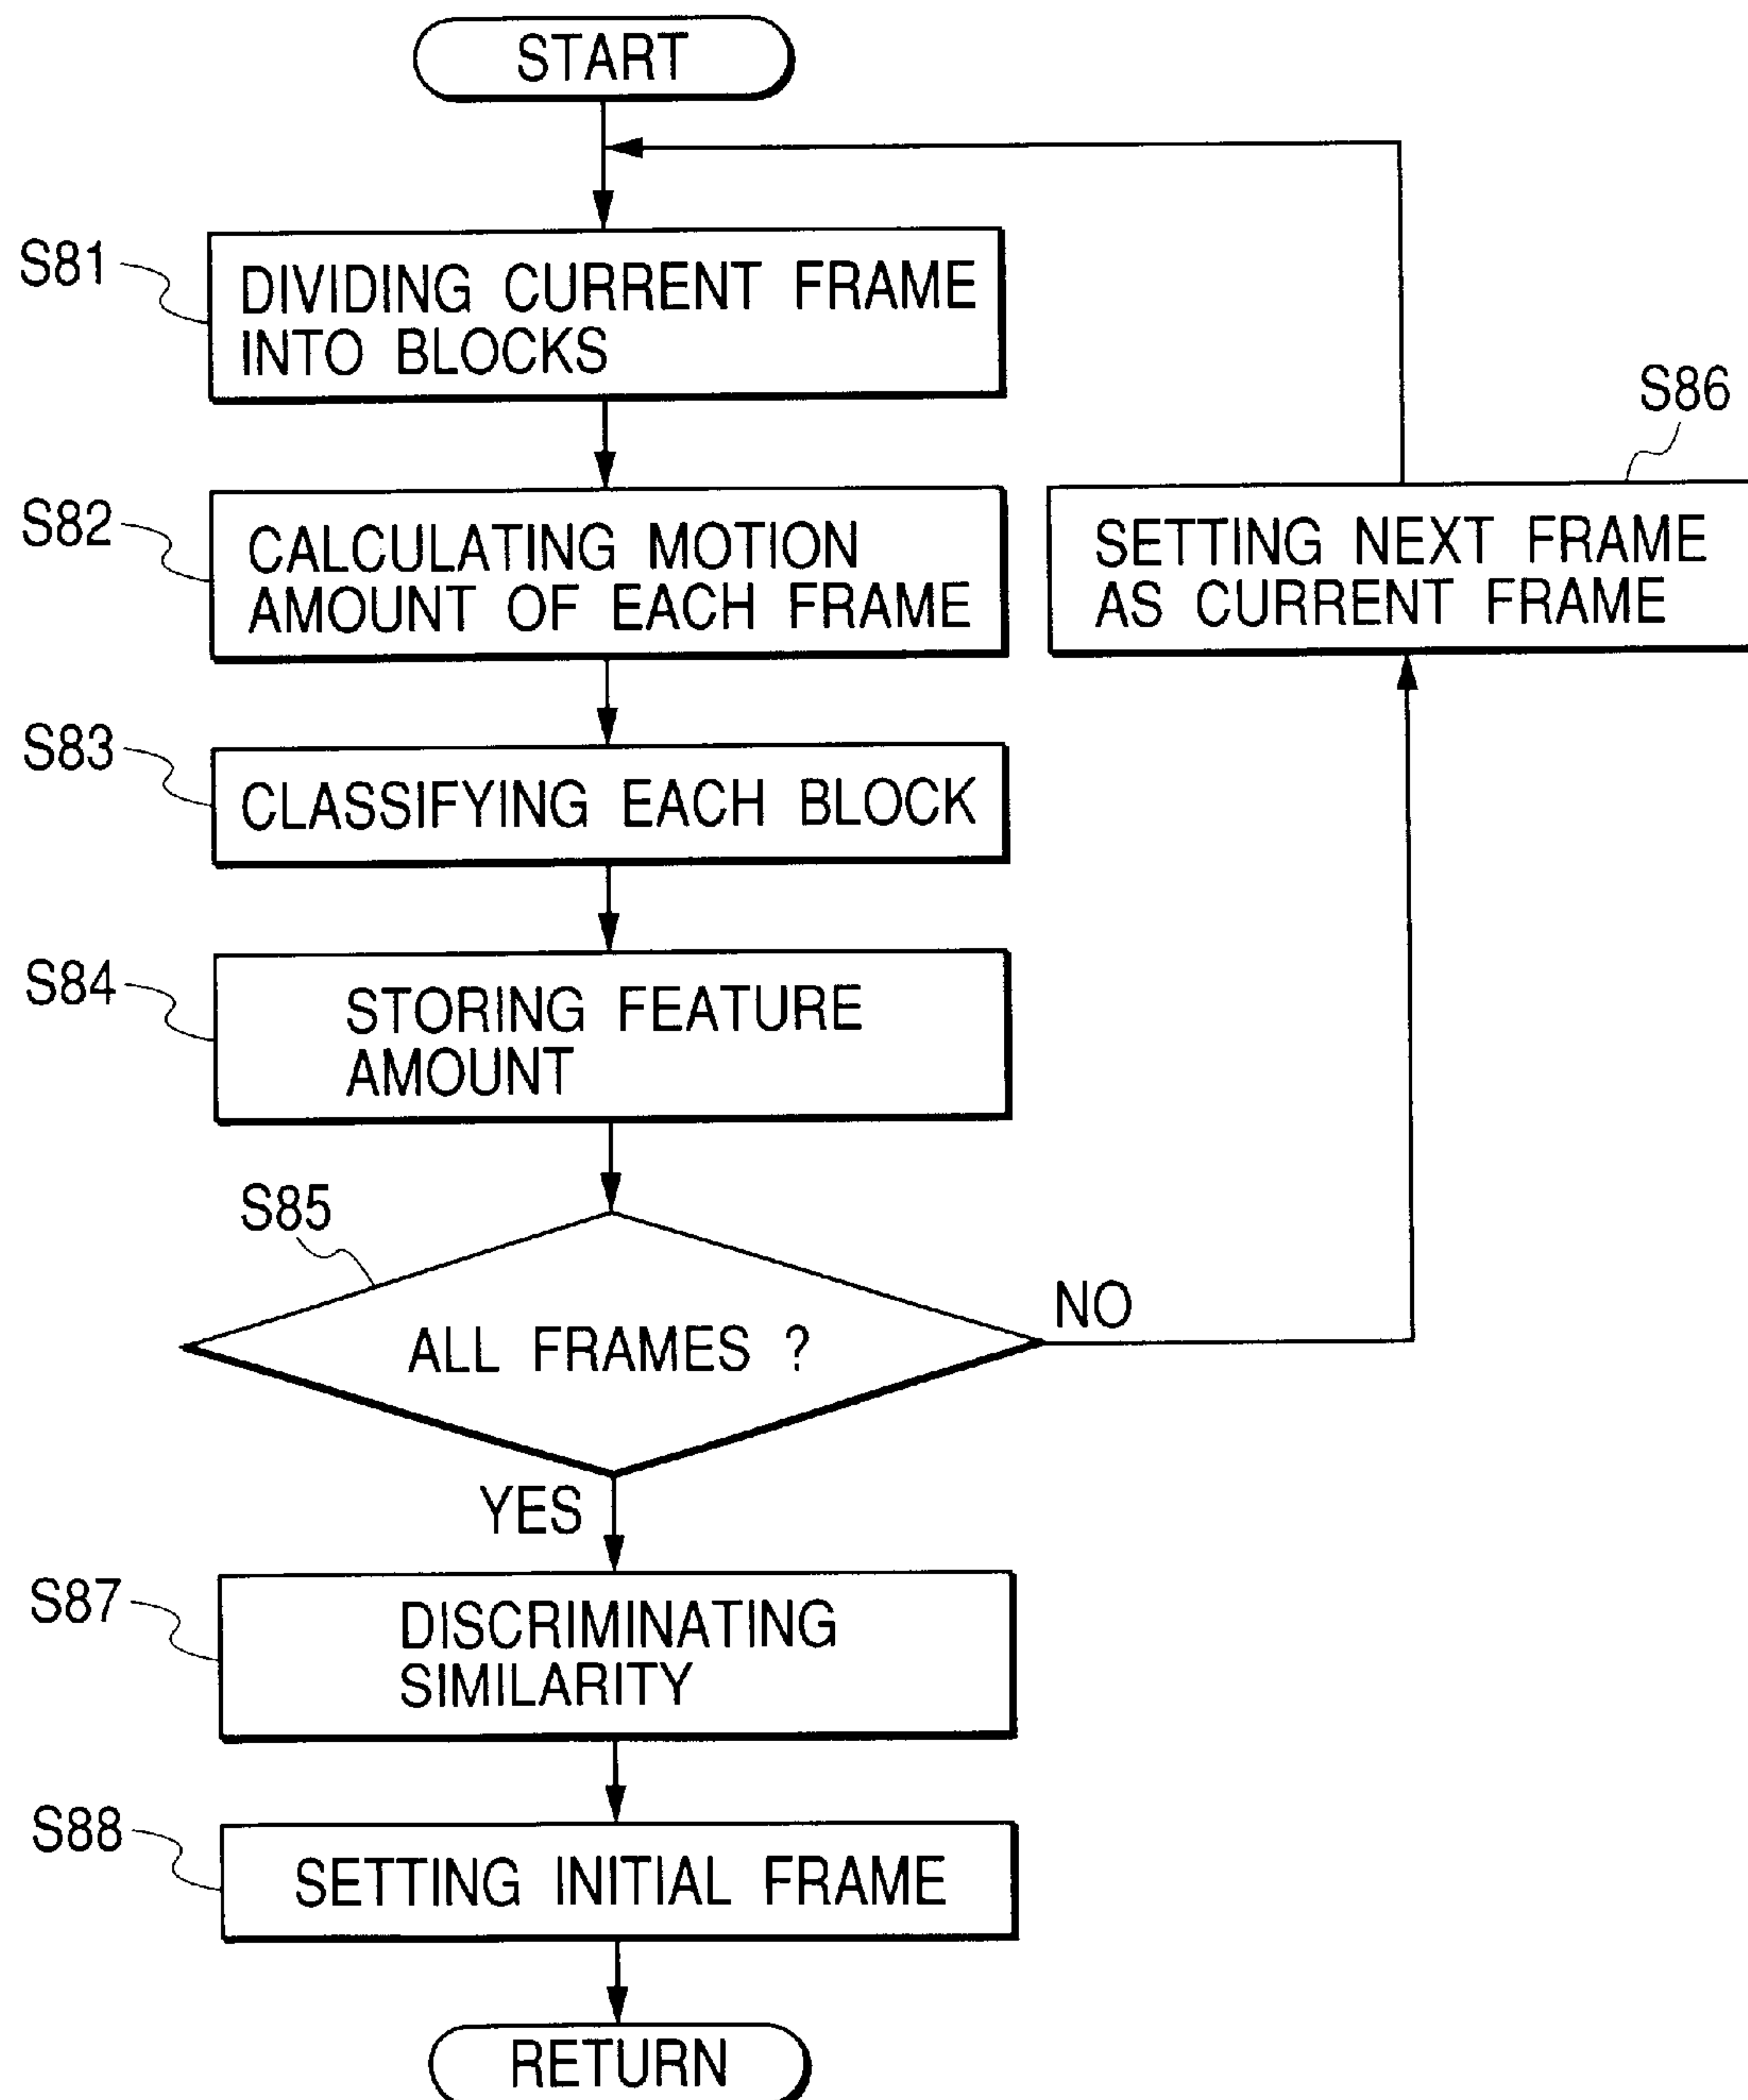 START
S81
DIVIDING CURRENT FRAME
INTO BLOCKS
S86
SETTING NEXT FRAME
AS CURRENT FRAME
S82
CALCULATING MOTION
AMOUNT OF EACH FRAME
S83
CLASSIFYING EACH BLOCK
S84
STORING FEATURE
AMOUNT
S85
ALL FRAMES ?
NO
YES
S87
DISCRIMINATING
SIMILARITY
S88
SETTING INITIAL FRAME
RETURN